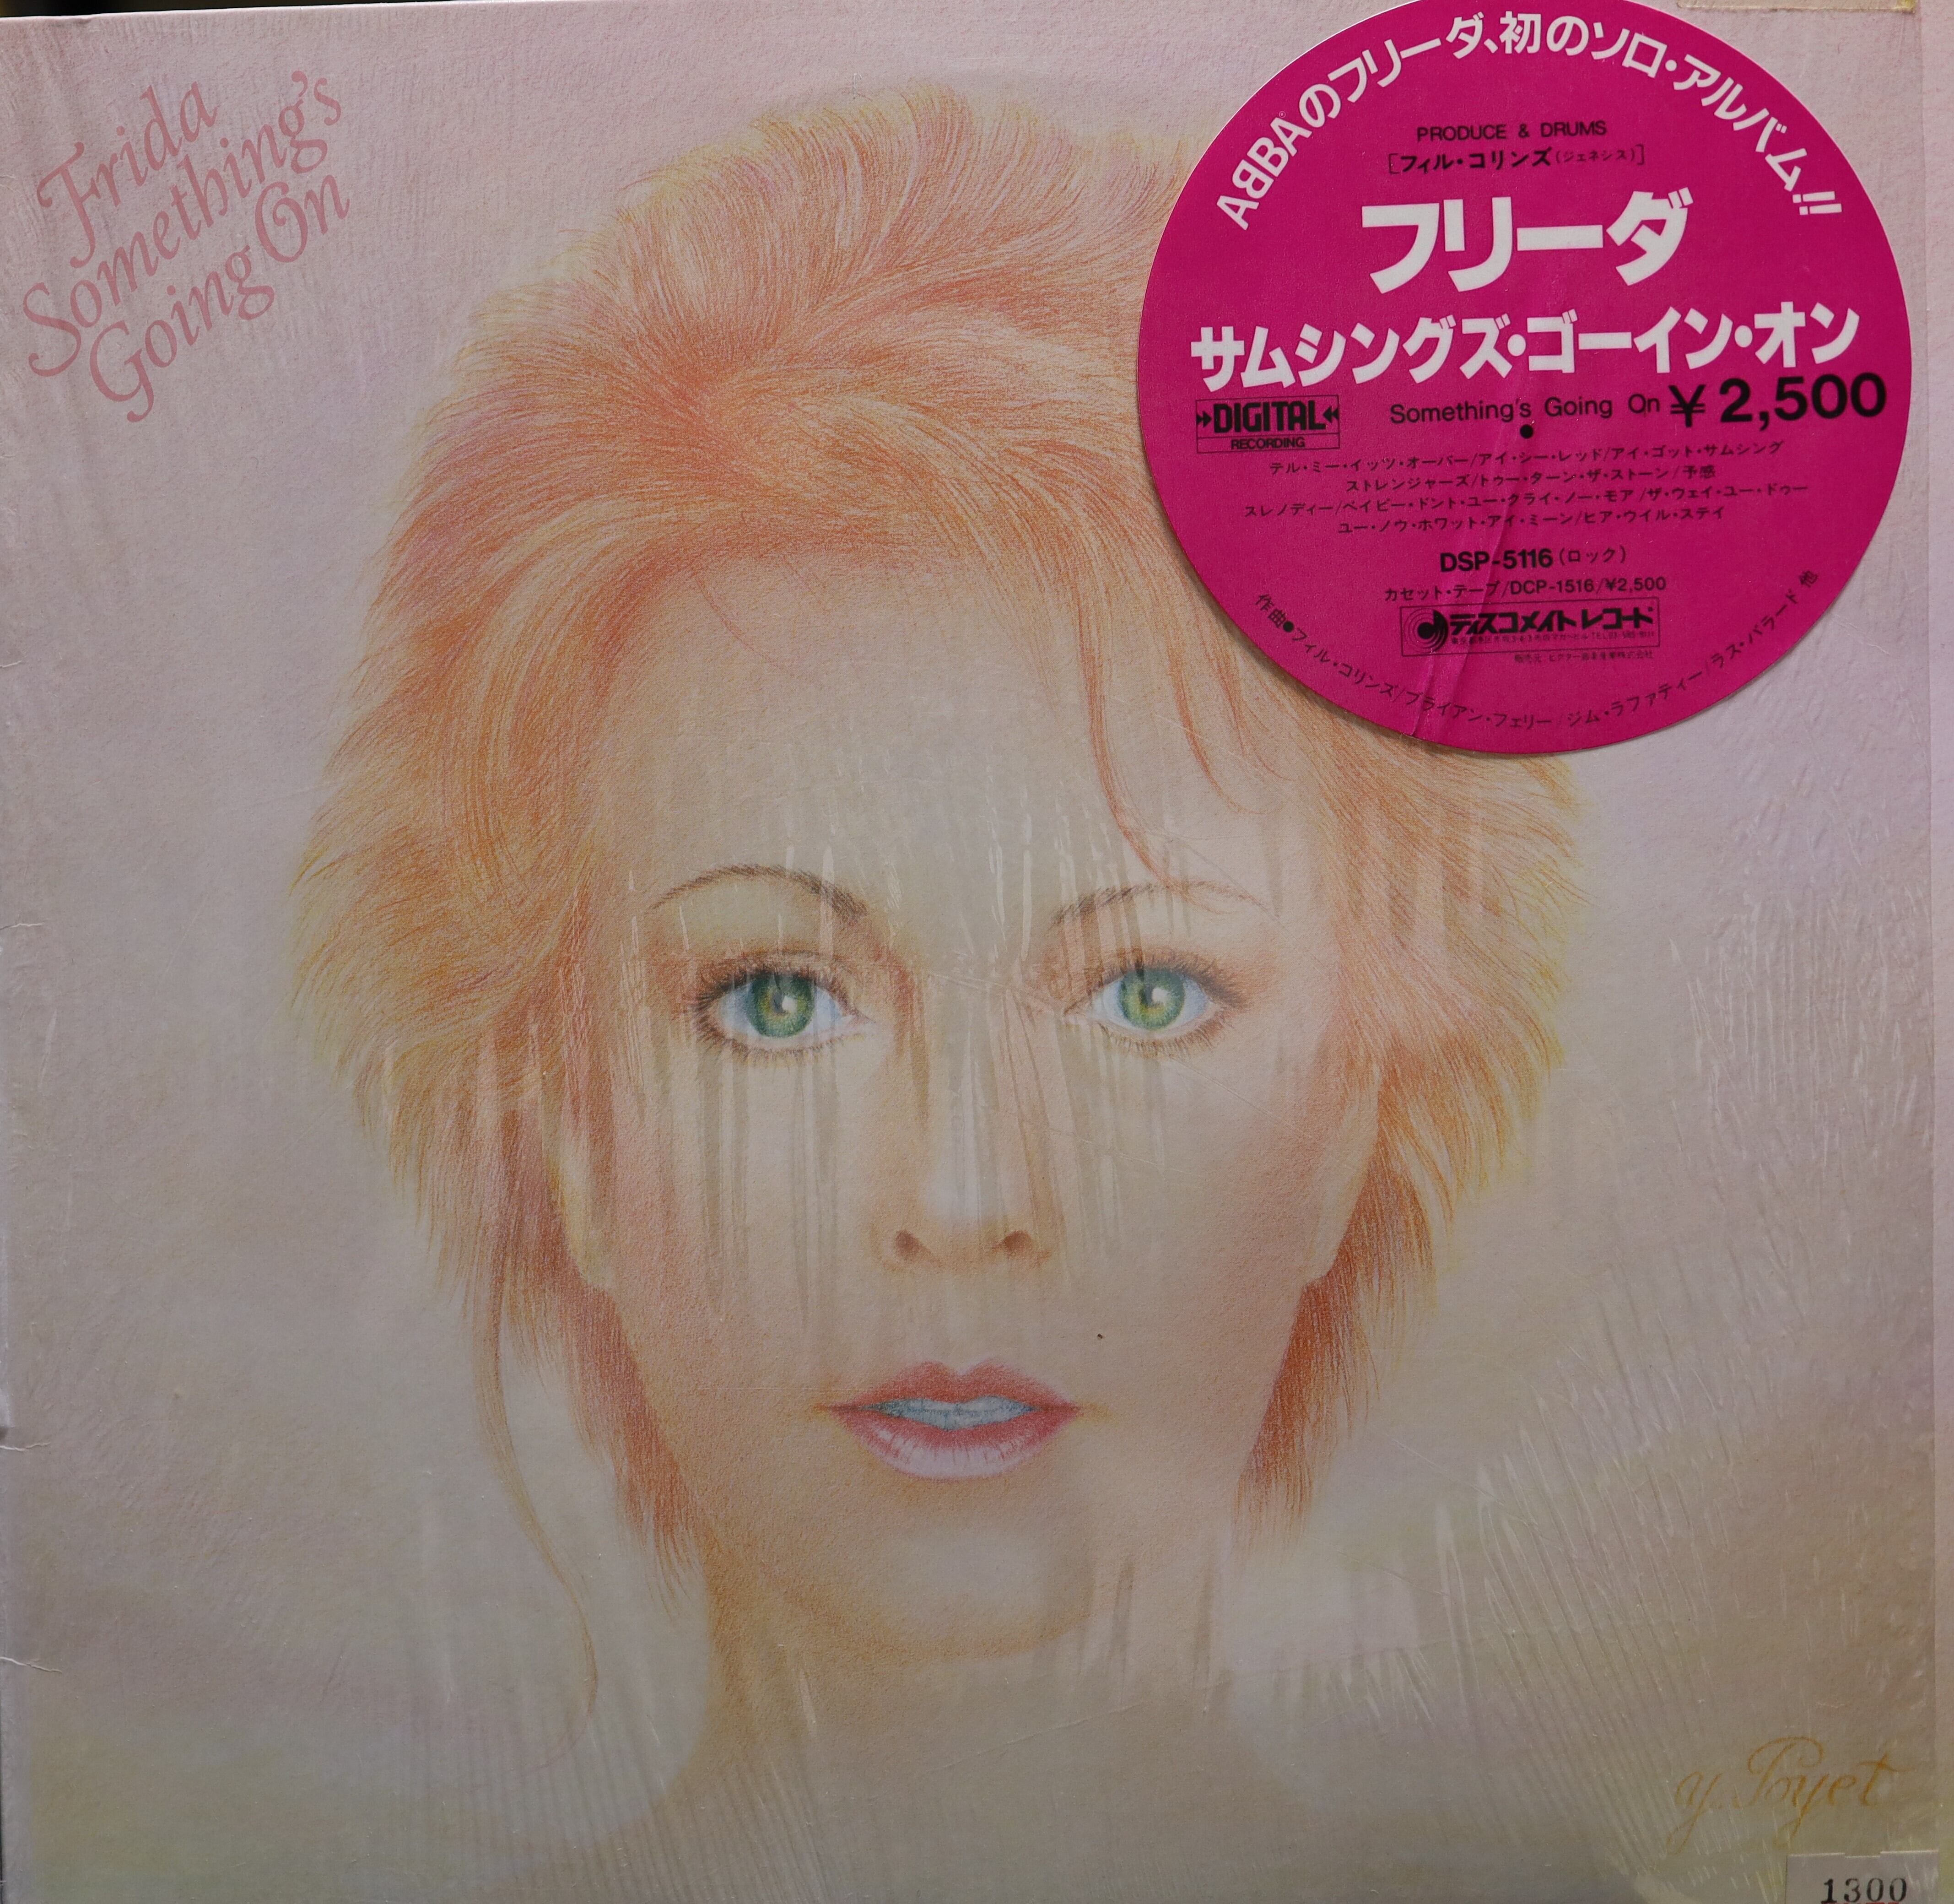 Frida
Something's
Going On
ABBAのフリーダ、初のソロ・アルバム!!
PRODUCE & DRUMS
[フィル・コリンズ(ジェネシス)]
フリーダ
サムシングズ・ゴーイン・オン
DIGITAL
RECORDING
Something's Going On ¥2,500
テル・ミー・イッツ・オーバー/アイ・シー・レッド/アイ・ゴット・サムシング
ストレンジャーズ/トゥー・ターン・ザ・ストーン/予感
スレノディー/ベイビー・ドント・ユー・クライ・ノー・モア/ザ・ウェイ・ユー・ドゥー
ユー・ノウ・ホワット・アイ・ミーン/ヒア・ウイル・ステイ
DSP-5116(ロック)
カセット・テープ/DCP-1516/¥2,500
ディスコメイトレコード
作曲●フィル・コリンズ/ブライアン・フェリー/ジム・ラファティー/ラス・バラード 他
y. Poyet
1300